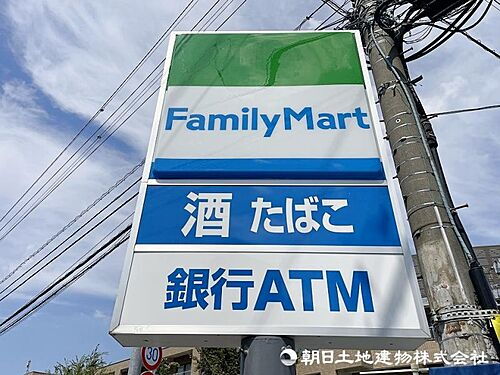 FamilyMart
酒 たばこ
銀行ATM
30
朝日土地建物株式会社